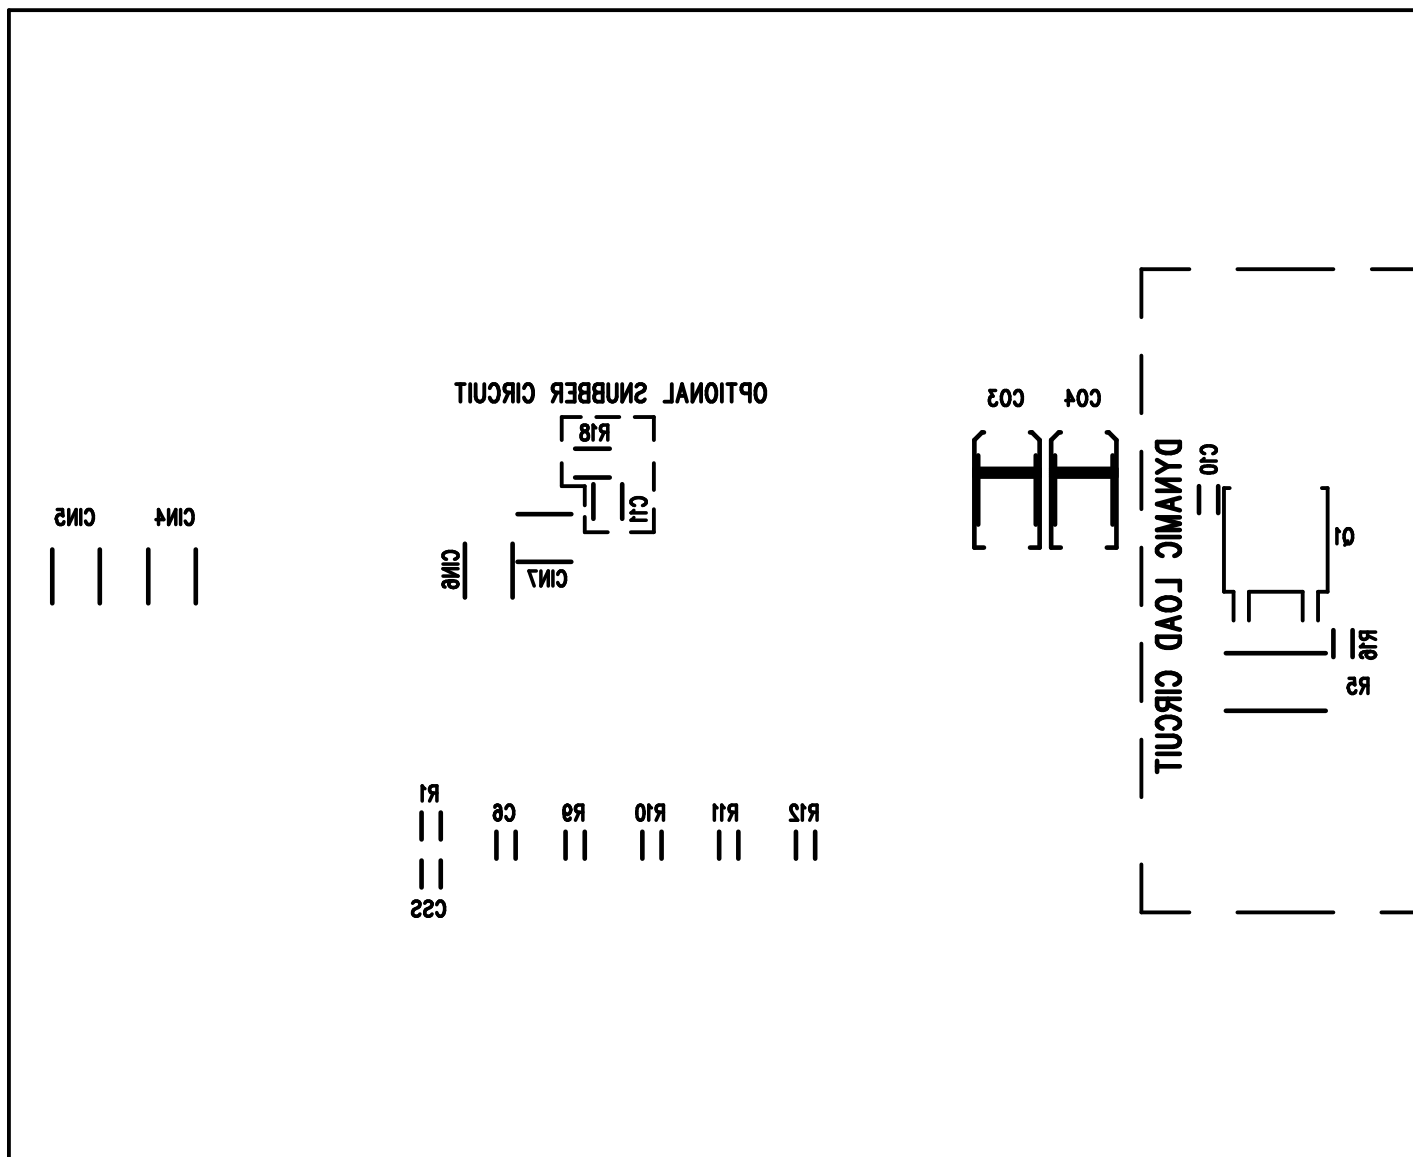 OPTIONAL SNUBBER CIRCUIT
R18
C11
CIN5
CIN4
CIN6
CIN7
CO3
CO4
DYNAMIC LOAD CIRCUIT
C10
Q1
R16
R5
R1
C6
R9
R10
R11
R12
CSS